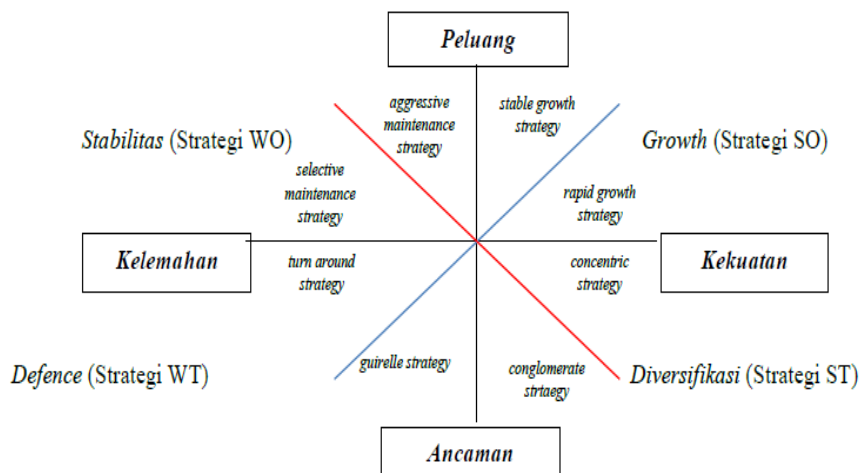 Peluang
aggressive
maintenance
strategy
stable growth
strategy
Stabilitas (Strategi WO)
Growth (Strategi SO)
selective
maintenance
strategy
rapid growth
strategy
Kelemahan
turn around
strategy
concentric
strategy
Kekuatan
Defence (Strategi WT)
guirelle strategy
conglomerate
strtaegy
Diversifikasi (Strategi ST)
Ancaman